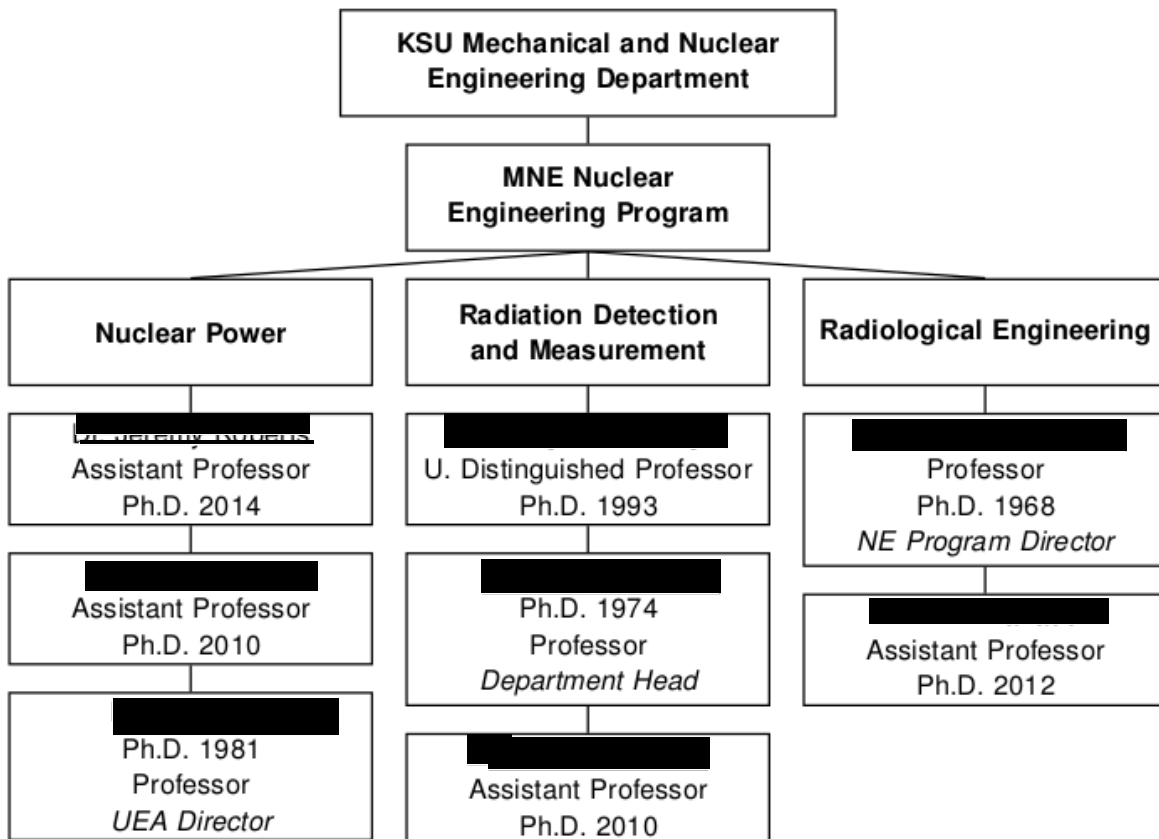 KSU Mechanical and Nuclear
Engineering Department
MNE Nuclear
Engineering Program
Nuclear Power
Assistant Professor
Ph.D. 2014
Assistant Professor
Ph.D. 2010
Ph.D. 1981
Professor
UEA Director
Radiation Detection
and Measurement
U. Distinguished Professor
Ph.D. 1993
Ph.D. 1974
Professor
Department Head
Assistant Professor
Ph.D. 2010
Radiological Engineering
Professor
Ph.D. 1968
NE Program Director
Assistant Professor
Ph.D. 2012